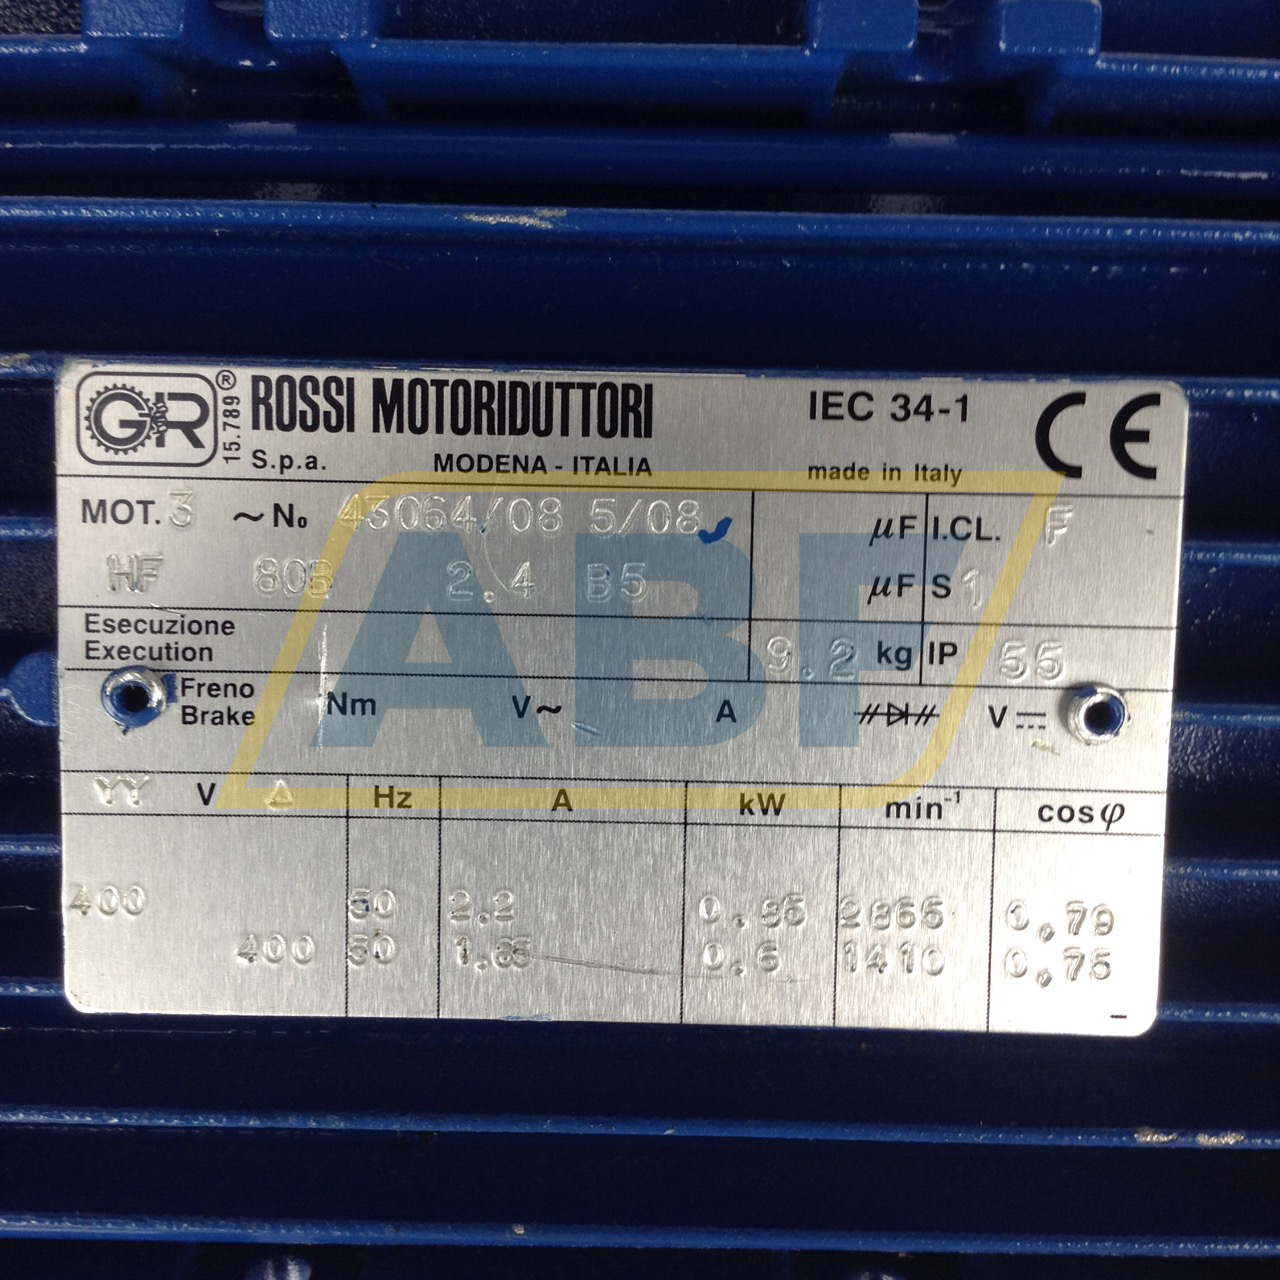 GR ® 15.789 ROSSI MOTORIDUTTORI IEC 34-1 CE
S.p.a. MODENA - ITALIA made in Italy
MOT. 3 ~ No 43064/08 5/08 µF I.CL. F
HF 80B 2.4 B5 µF S 1
Esecuzione
Execution 9.2 kg IP 55
Freno
Brake Nm V~ A V
YY V Δ Hz A kW min-1 cosφ
400 50 2.2 0.85 2865 0,79
400 50 1.65 0.6 1410 0,75
ABF